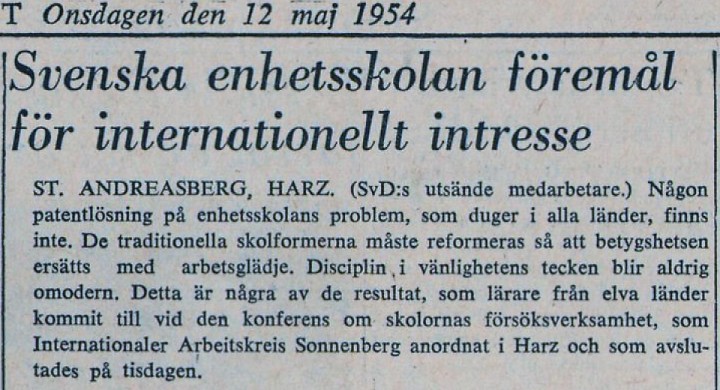 T Onsdagen den 12 maj 1954
Svenska enhetsskolan föremål
för internationellt intresse
ST. ANDREASBERG, HARZ. (SvD:s utsände medarbetare.) Någon
patentlösning på enhetsskolans problem, som duger i alla länder, finns
inte. De traditionella skolformerna måste reformeras så att betygshetsen
ersätts med arbetsglädje. Disciplin i vänlighetens tecken blir aldrig
omodern. Detta är några av de resultat, som lärare från elva länder
kommit till vid den konferens om skolornas försöksverksamhet, som
Internationaler Arbeitskreis Sonnenberg anordnat i Harz och som avslu-
tades på tisdagen.